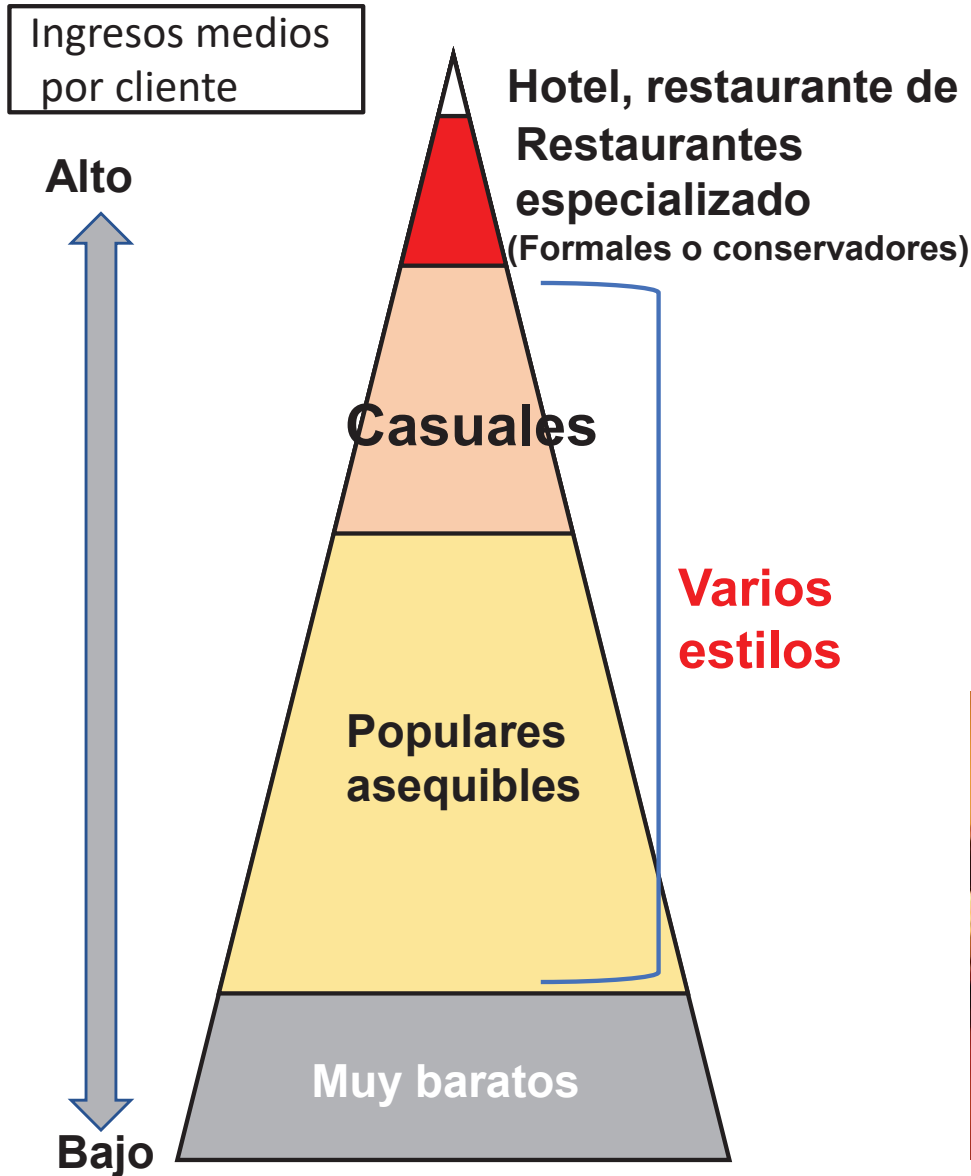 Ingresos medios
por cliente
Hotel, restaurante de
Restaurantes
especializado
(Formales o conservadores)
Alto
Casuales
Varios
estilos
Populares
asequibles
Muy baratos
Bajo